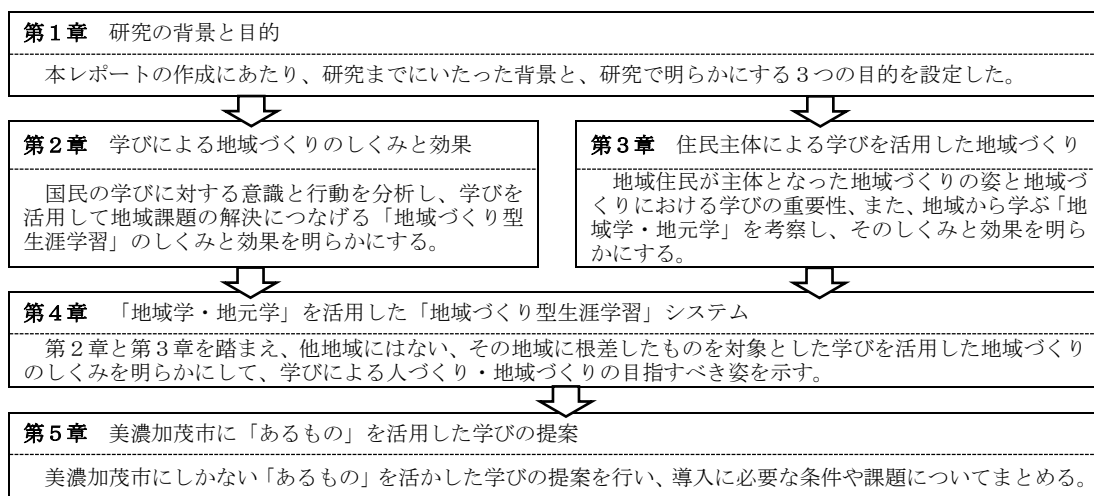 第１章　研究の背景と目的
本レポートの作成にあたり、研究までにいたった背景と、研究で明らかにする３つの目的を設定した。
第２章　学びによる地域づくりのしくみと効果
国民の学びに対する意識と行動を分析し、学びを
活用して地域課題の解決につなげる「地域づくり型
生涯学習」のしくみと効果を明らかにする。
第３章　住民主体による学びを活用した地域づくり
地域住民が主体となった地域づくりの姿と地域づ
くりにおける学びの重要性、また、地域から学ぶ「地
域学・地元学」を考察し、そのしくみと効果を明ら
かにする。
第４章　「地域学・地元学」を活用した「地域づくり型生涯学習」システム
第２章と第３章を踏まえ、他地域にはない、その地域に根差したものを対象とした学びを活用した地域づくり
のしくみを明らかにして、学びによる人づくり・地域づくりの目指すべき姿を示す。
第５章　美濃加茂市に「あるもの」を活用した学びの提案
美濃加茂市にしかない「あるもの」を活かした学びの提案を行い、導入に必要な条件や課題についてまとめる。